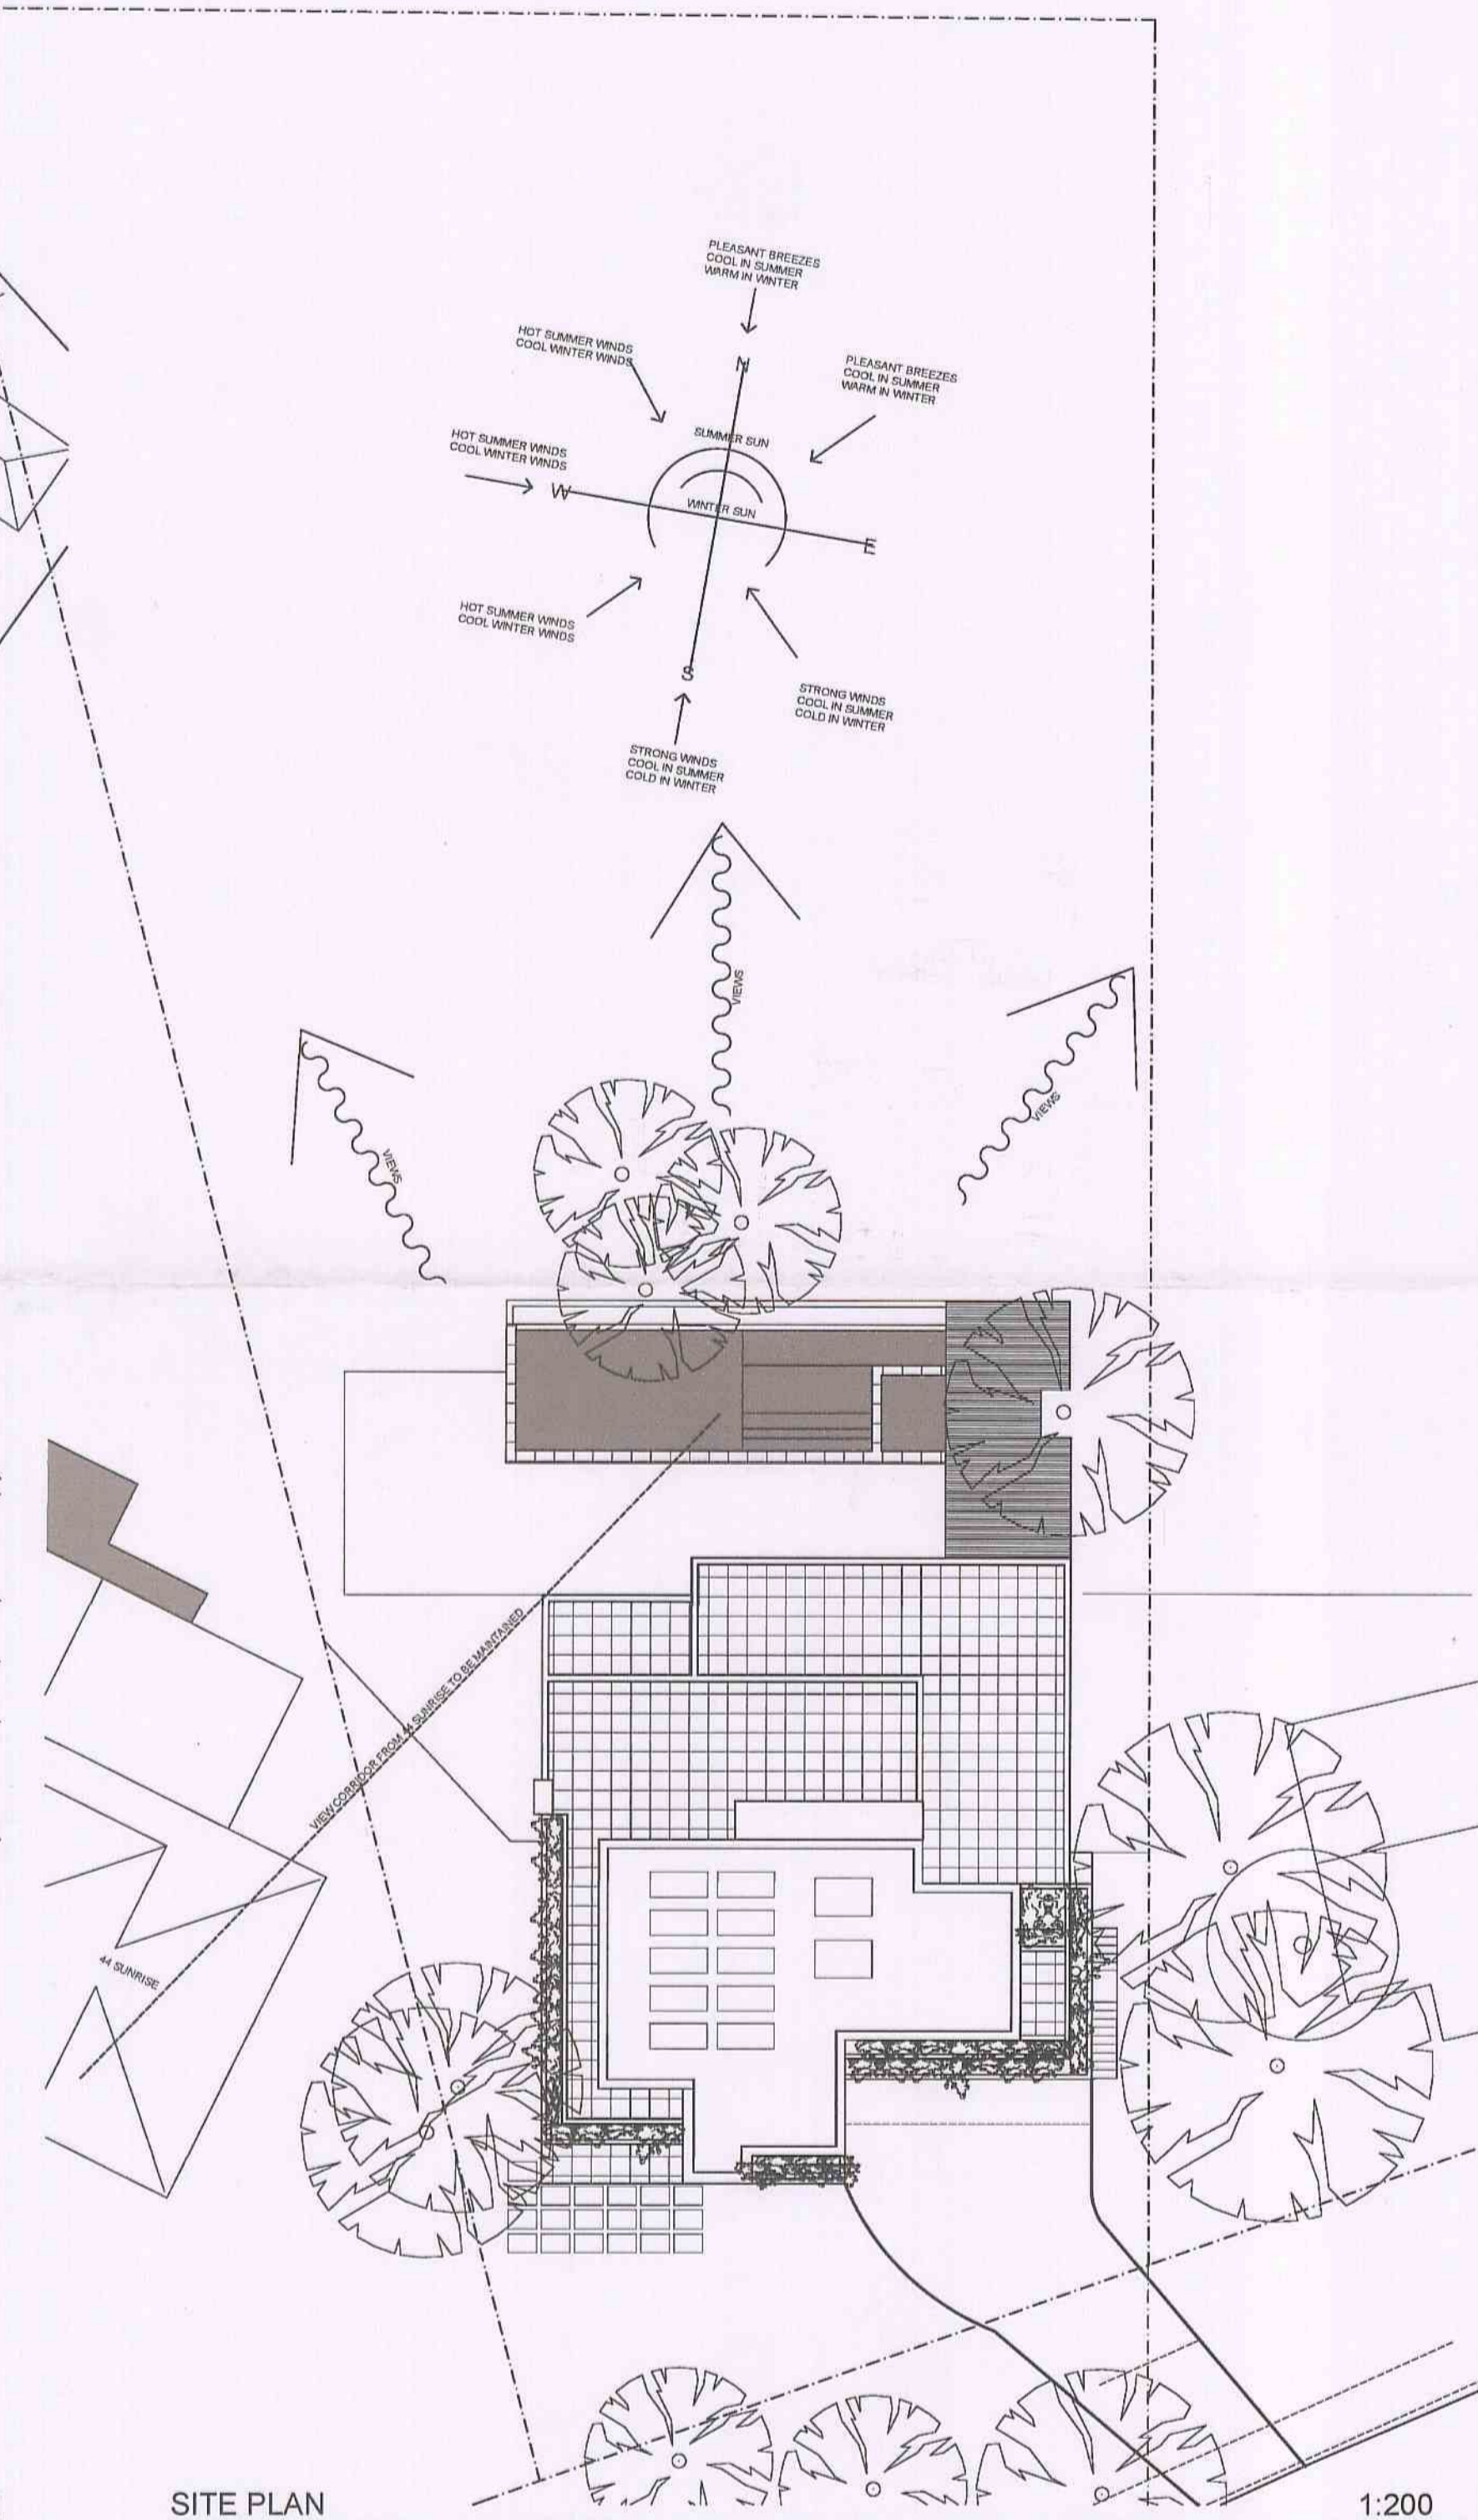 PLEASANT BREEZES
COOL IN SUMMER
WARM IN WINTER
HOT SUMMER WINDS
COOL WINTER WINDS
N
PLEASANT BREEZES
COOL IN SUMMER
WARM IN WINTER
SUMMER SUN
HOT SUMMER WINDS
COOL WINTER WINDS
W
WINTER SUN
E
HOT SUMMER WINDS
COOL WINTER WINDS
S
STRONG WINDS
COOL IN SUMMER
COLD IN WINTER
STRONG WINDS
COOL IN SUMMER
COLD IN WINTER
VIEWS
VIEWS
VIEWS
VIEW CORRIDOR FROM 44 SUNRISE TO BE MAINTAINED
44 SUNRISE
SITE PLAN
1:200